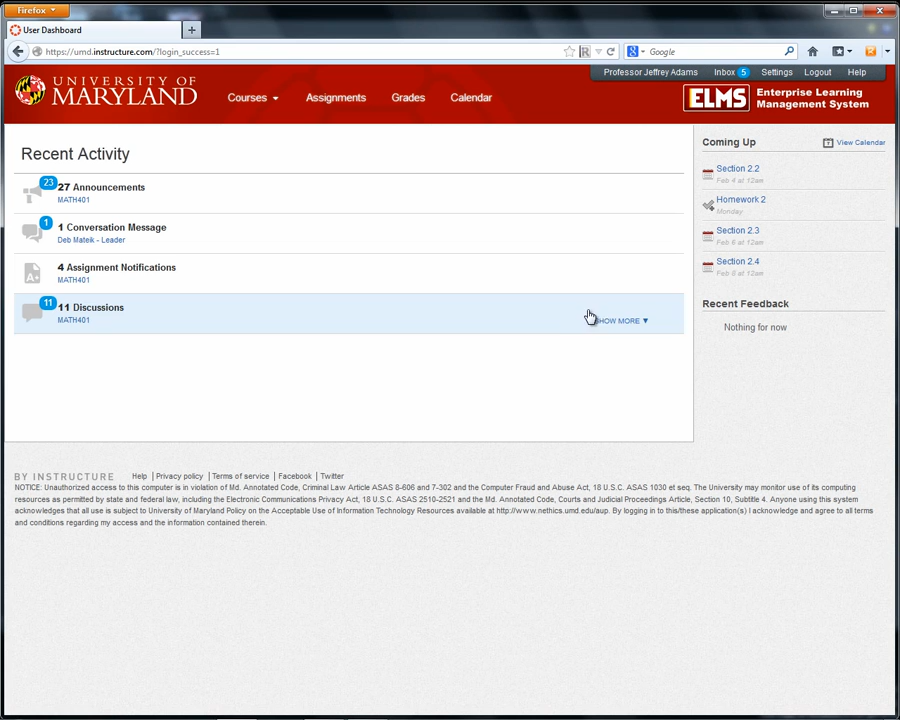 Firefox
User Dashboard
https://umd.instructure.com/?login_success=1
Google
Professor Jeffrey Adams Inbox 5 Settings Logout Help
UNIVERSITY OF
MARYLAND
Courses Assignments Grades Calendar
ELMS Enterprise Learning
Management System
Recent Activity
23
27 Announcements
MATH401
1
1 Conversation Message
Deb Mateik - Leader
A+
4 Assignment Notifications
MATH401
11
11 Discussions
MATH401
SHOW MORE ▼
Coming Up View Calendar
Section 2.2
Feb 4 at 12am
Homework 2
Monday
Section 2.3
Feb 6 at 12am
Section 2.4
Feb 6 at 12am
Recent Feedback
Nothing for now
BY INSTRUCTURE Help Privacy policy Terms of service Facebook Twitter
NOTICE: Unauthorized access to this computer is in violation of Md. Annotated Code, Criminal Law Article ASAS 8-606 and 7-302 and the Computer Fraud and Abuse Act, 18 U.S.C. ASAS 1030 et seq. The University may monitor use of its computing
resources as permitted by state and federal law, including the Electronic Communications Privacy Act, 18 U.S.C. ASAS 2510-2521 and the Md. Annotated Code, Courts and Judicial Proceedings Article, Section 10, Subtitle 4. Anyone using this system
acknowledges that all use is subject to University of Maryland Policy on the Acceptable Use of Information Technology Resources available at http://www.nethics.umd.edu/aup. By logging in to this/these application(s) I acknowledge and agree to all terms
and conditions regarding my access and the information contained therein.